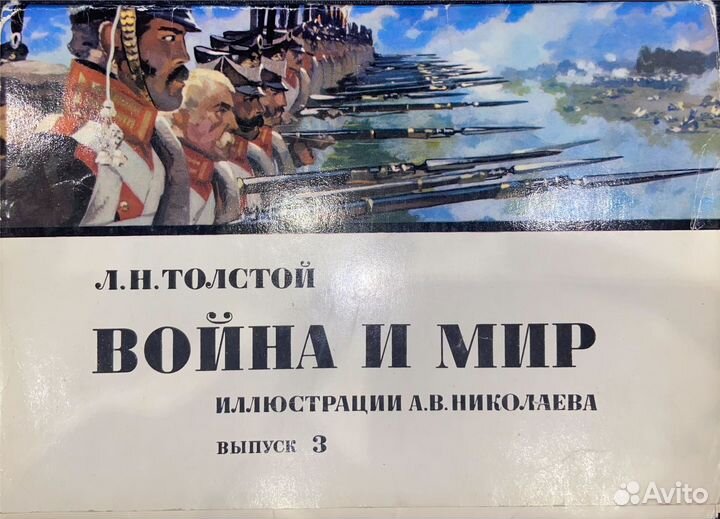 Л.Н.ТОЛСТОЙ
ВОЙНА И МИР
ИЛЛЮСТРАЦИИ А.В.НИКОЛАЕВА
ВЫПУСК 3
Avito